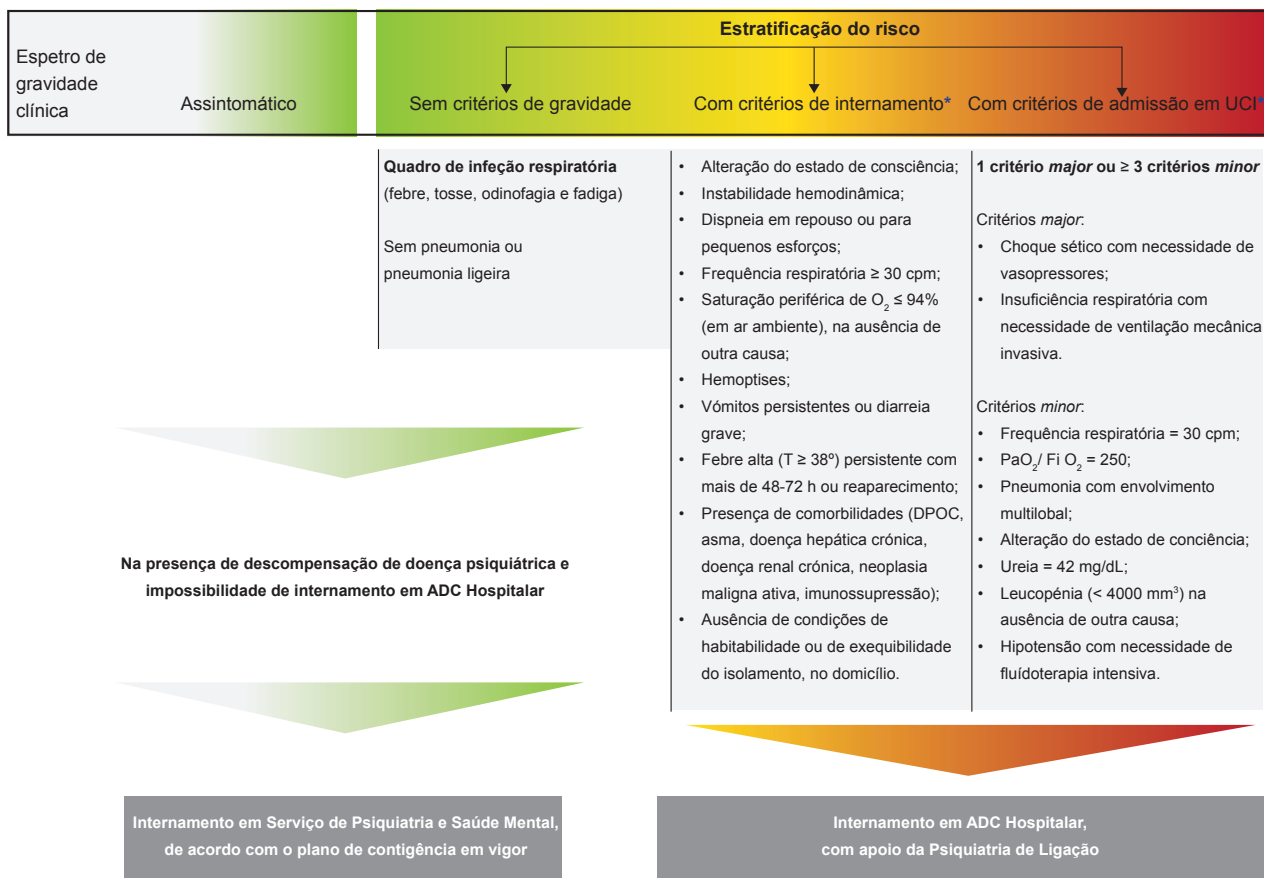 Estratificação do risco
Espetro de
gravidade
clínica
Assintomático
Sem critérios de gravidade
Com critérios de internamento*
Com critérios de admissão em UCI*
Quadro de infeção respiratória
(febre, tosse, odinofagia e fadiga)
Sem pneumonia ou
pneumonia ligeira
• Alteração do estado de consciência;
• Instabilidade hemodinâmica;
• Dispneia em repouso ou para
pequenos esforços;
• Frequência respiratória ≥ 30 cpm;
• Saturação periférica de O₂ ≤ 94%
(em ar ambiente), na ausência de
outra causa;
• Hemoptises;
• Vómitos persistentes ou diarreia
grave;
• Febre alta (T ≥ 38º) persistente com
mais de 48-72 h ou reaparecimento;
• Presença de comorbilidades (DPOC,
asma, doença hepática crónica,
doença renal crónica, neoplasia
maligna ativa, imunossupressão);
• Ausência de condições de
habitabilidade ou de exequibilidade
do isolamento, no domicílio.
1 critério major ou ≥ 3 critérios minor
Critérios major:
• Choque sético com necessidade de
vasopressores;
• Insuficiência respiratória com
necessidade de ventilação mecânica
invasiva.
Critérios minor:
• Frequência respiratória = 30 cpm;
• PaO₂/ Fi O₂ = 250;
• Pneumonia com envolvimento
multilobal;
• Alteração do estado de conciência;
• Ureia = 42 mg/dL;
• Leucopénia (< 4000 mm³) na
ausência de outra causa;
• Hipotensão com necessidade de
fluídoterapia intensiva.
Na presença de descompensação de doença psiquiátrica e
impossibilidade de internamento em ADC Hospitalar
Internamento em Serviço de Psiquiatria e Saúde Mental,
de acordo com o plano de contigência em vigor
Internamento em ADC Hospitalar,
com apoio da Psiquiatria de Ligação